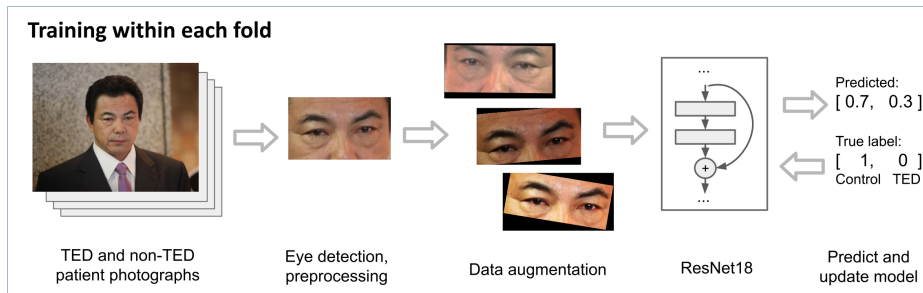 Training within each fold
...
+
...
Predicted:
[ 0.7, 0.3 ]
True label:
[ 1, 0 ]
Control TED
TED and non-TED
patient photographs
Eye detection,
preprocessing
Data augmentation
ResNet18
Predict and
update model